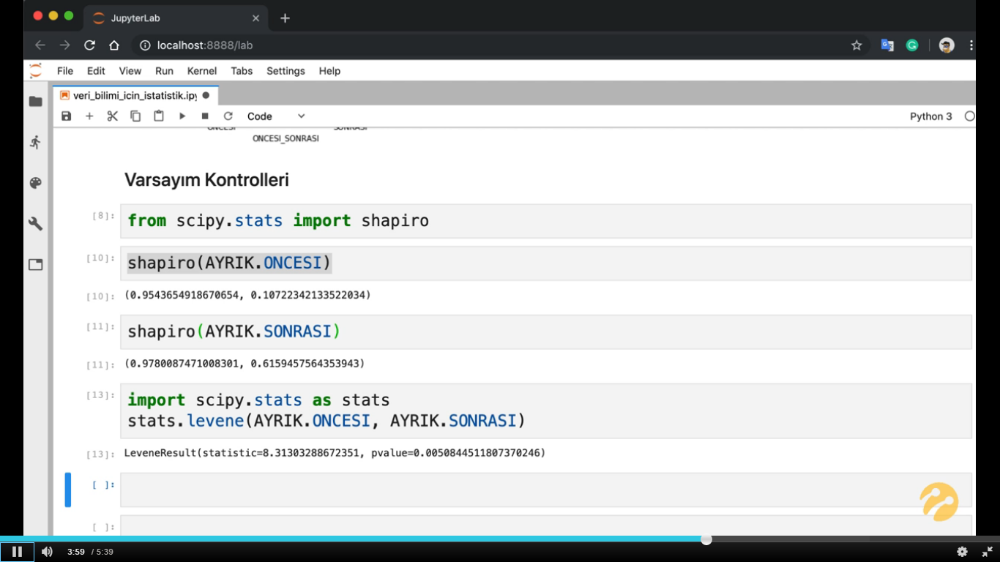 JupyterLab
localhost:8888/lab
File Edit View Run Kernel Tabs Settings Help
veri_bilimi_icin_istatistik.ipy
Code
Python 3
ONCESI SONRASI
ONCESI_SONRASI
Varsayım Kontrolleri
[8]: from scipy.stats import shapiro
[10]: shapiro(AYRIK.ONCESI)
[10]: (0.9543654918670654, 0.10722342133522034)
[11]: shapiro(AYRIK.SONRASI)
[11]: (0.9780087471008301, 0.6159457564353943)
[13]: import scipy.stats as stats
stats.levene(AYRIK.ONCESI, AYRIK.SONRASI)
[13]: LeveneResult(statistic=8.31303288672351, pvalue=0.0050844511807370246)
[ ]:
[ ]:
3:59 / 5:39